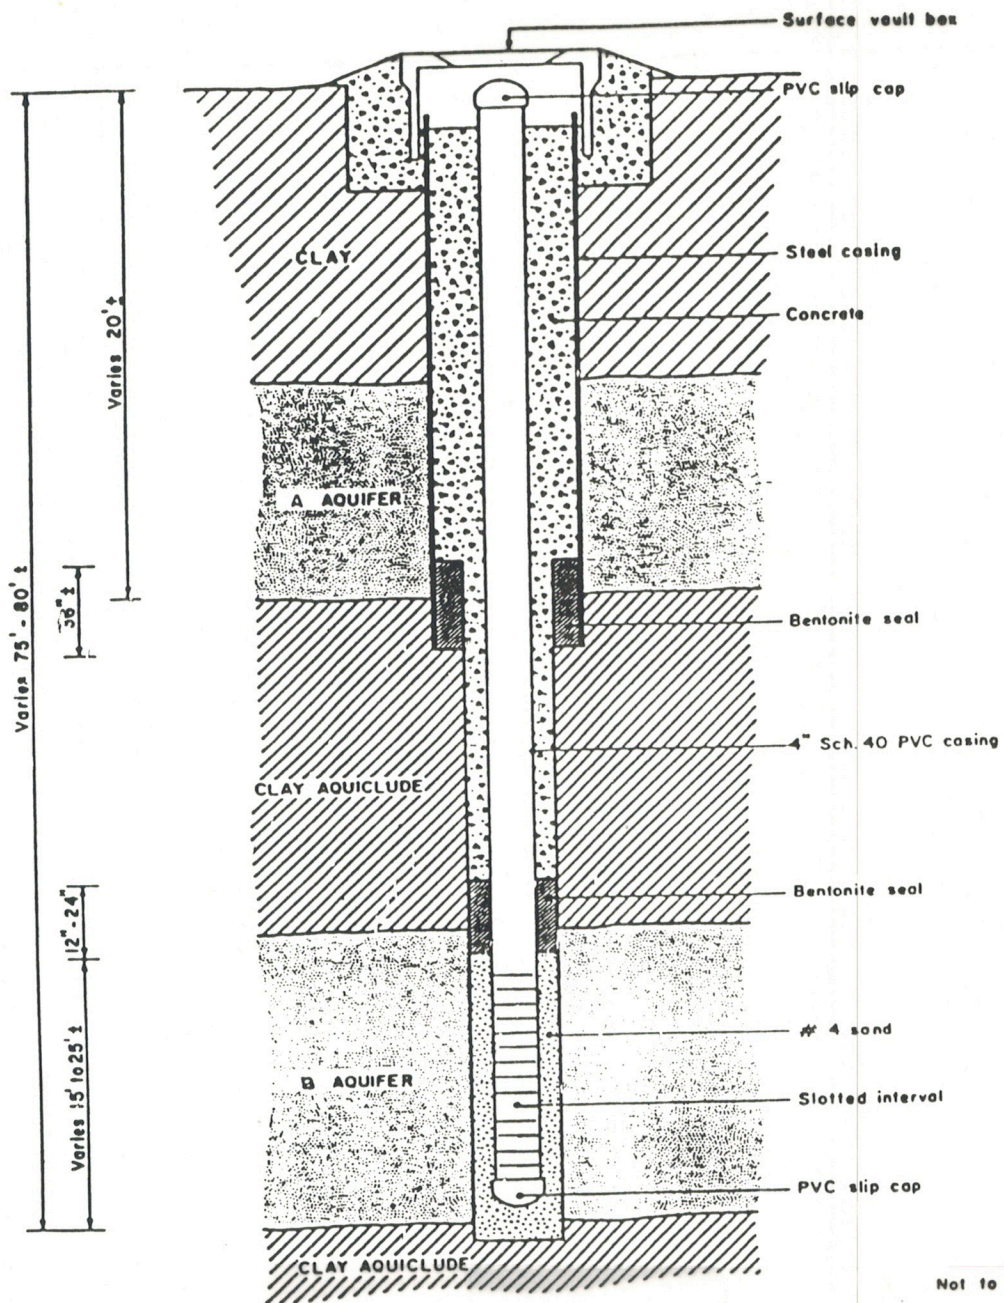 Surface vault box
PVC slip cap
CLAY
Steel casing
Concrete
Varies 20'±
A AQUIFER
36" ±
Bentonite seal
Varies 75' - 80' ±
4" Sch. 40 PVC casing
CLAY AQUICLUDE
Bentonite seal
12" - 24"
# 4 sand
B AQUIFER
Slotted interval
Varies 15' to 25' ±
PVC slip cap
CLAY AQUICLUDE
Not to